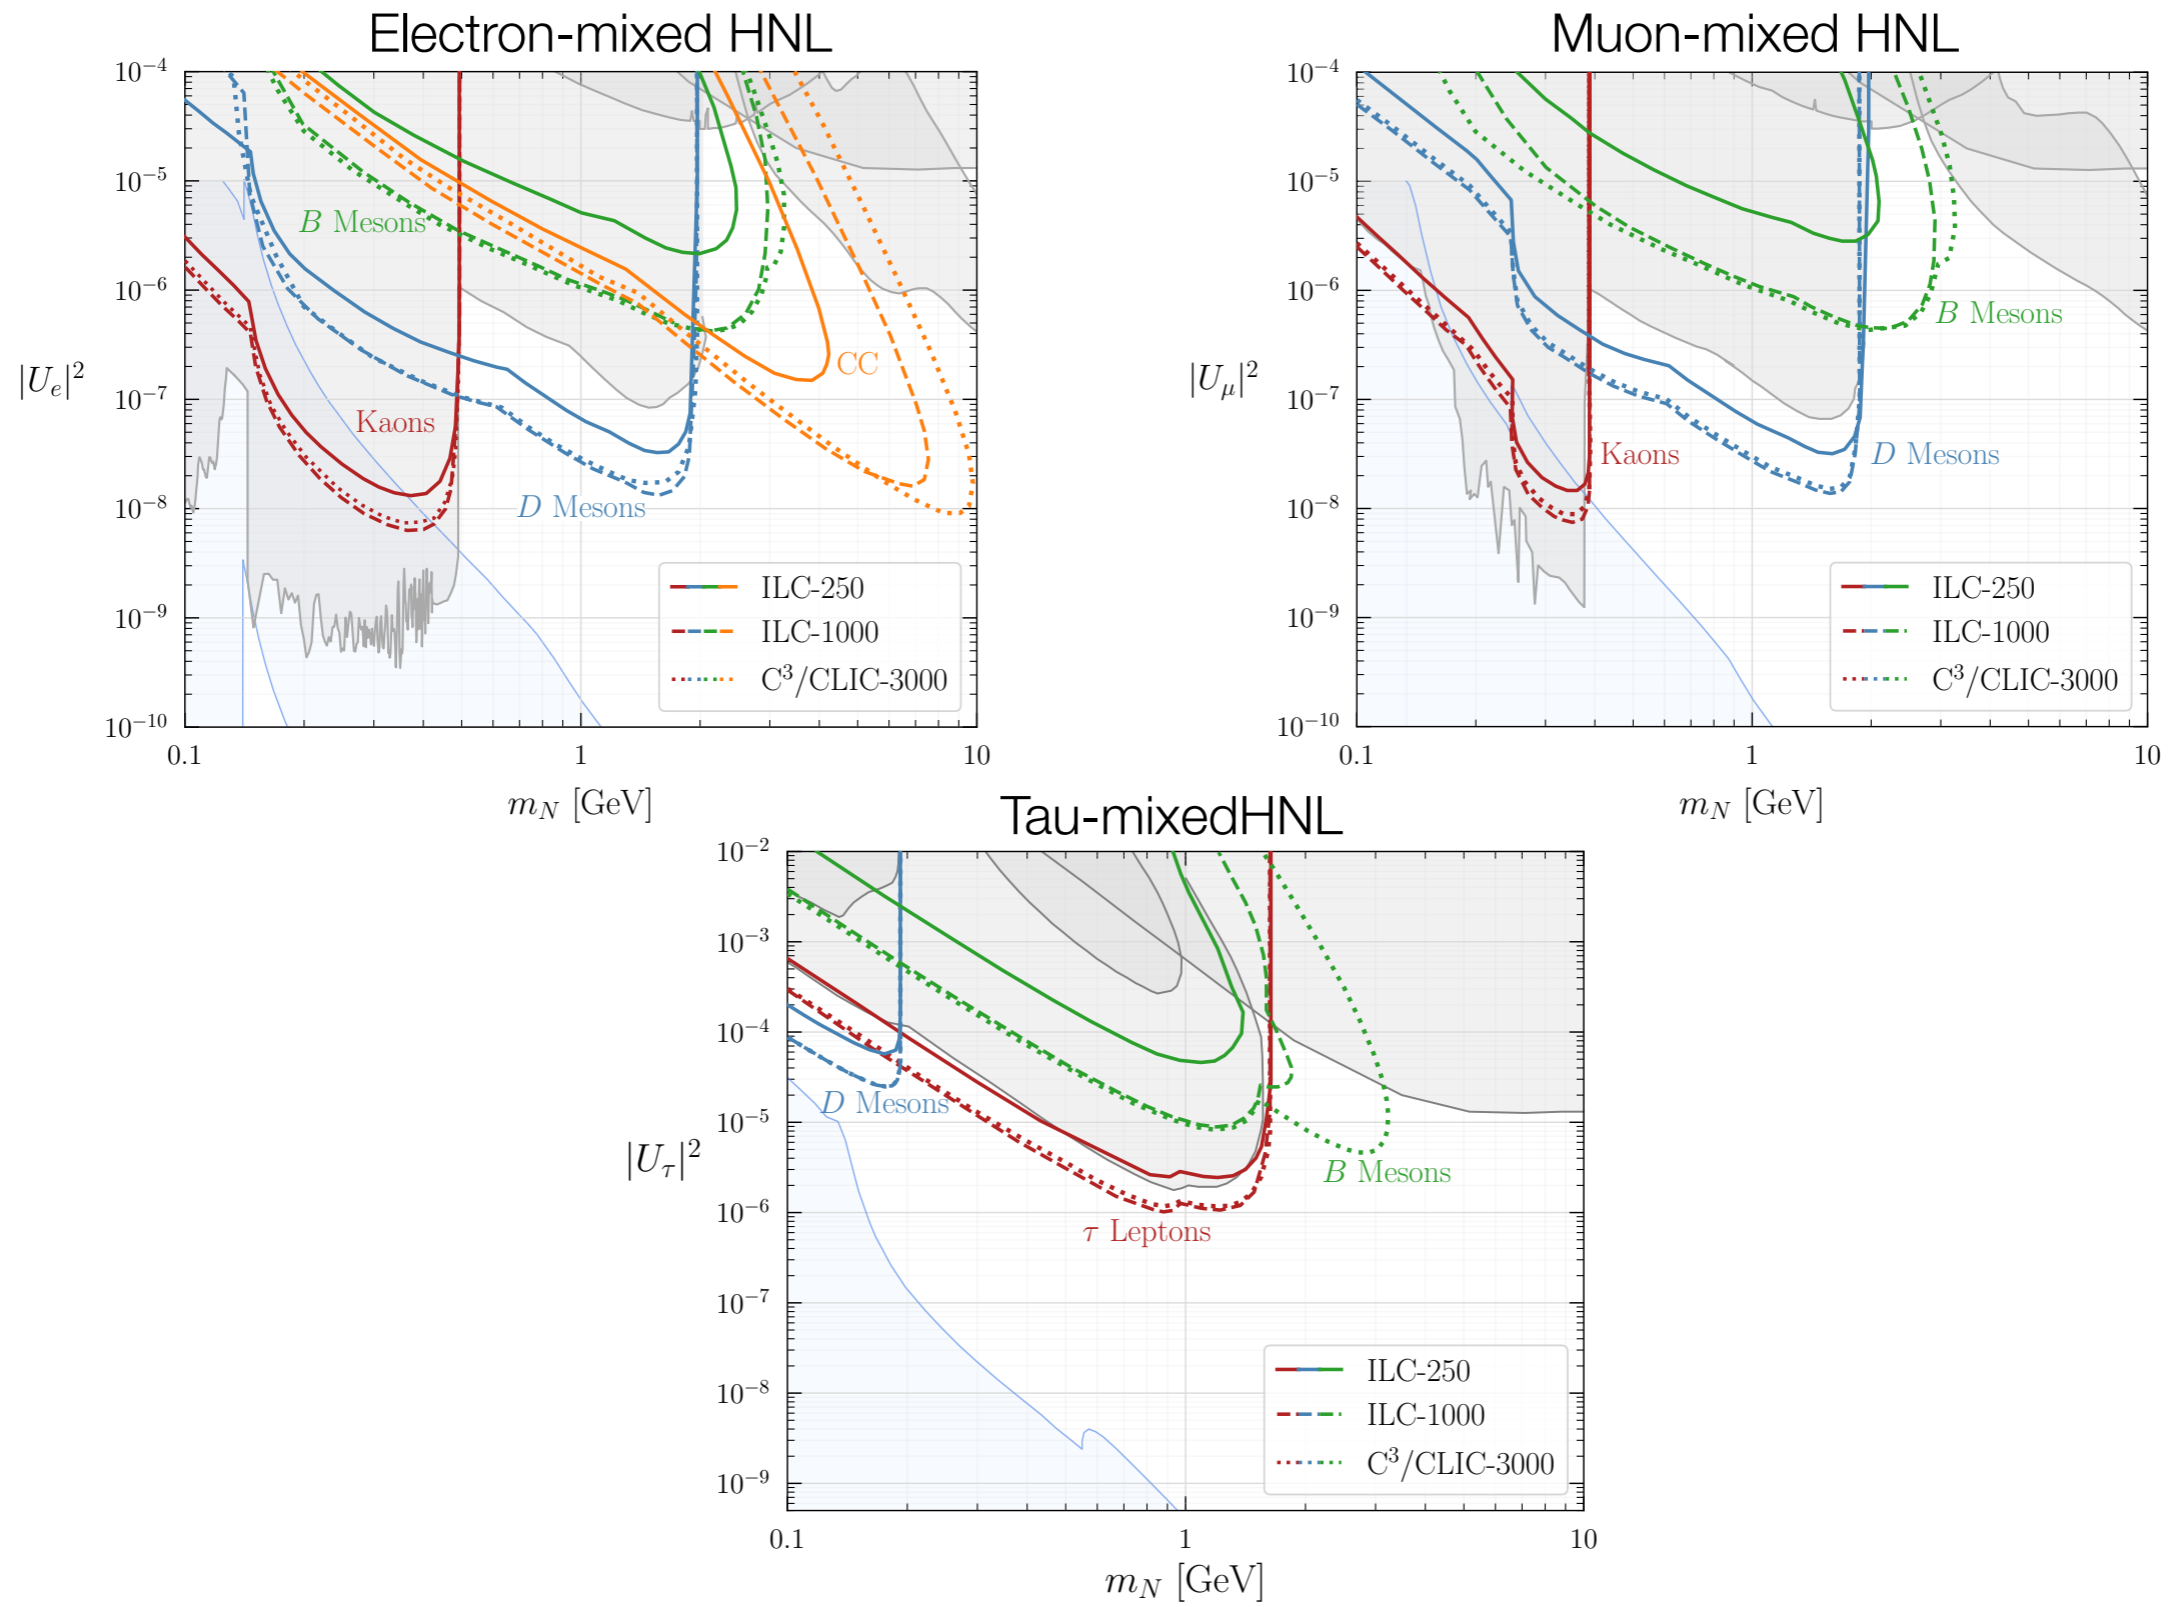 Electron-mixed HNL
10⁻⁴
10⁻⁵
10⁻⁶
10⁻⁷
10⁻⁸
10⁻⁹
10⁻¹⁰
|U_e|²
B Mesons
CC
Kaons
D Mesons
ILC-250
ILC-1000
C³/CLIC-3000
0.1
1
10
m_N [GeV]
Muon-mixed HNL
10⁻⁴
10⁻⁵
10⁻⁶
10⁻⁷
10⁻⁸
10⁻⁹
10⁻¹⁰
|U_μ|²
B Mesons
Kaons
D Mesons
ILC-250
ILC-1000
C³/CLIC-3000
0.1
1
10
m_N [GeV]
Tau-mixedHNL
10⁻²
10⁻³
10⁻⁴
10⁻⁵
10⁻⁶
10⁻⁷
10⁻⁸
10⁻⁹
|U_τ|²
D Mesons
B Mesons
τ Leptons
ILC-250
ILC-1000
C³/CLIC-3000
0.1
1
10
m_N [GeV]